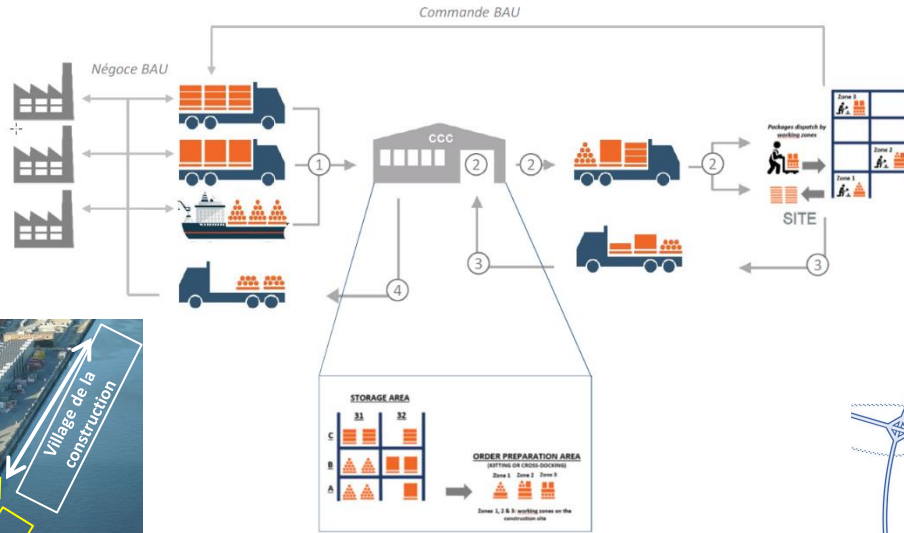 Commande BAU
Négoce BAU
CCC
1
2
2
2
3
3
4
Packages dispatch by
working zones
Zone 3
Zone 2
Zone 1
SITE
Village de la
construction
STORAGE AREA
31 32
C
B
A
ORDER PREPARATION AREA
(KITTING OR CROSS-DOCKING)
Zone 1 Zone 2 Zone 3
Zones 1, 2 & 3: working zones on the
construction site